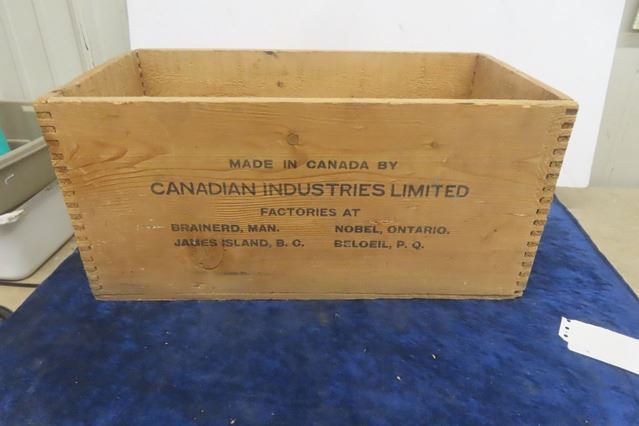 MADE IN CANADA BY
CANADIAN INDUSTRIES LIMITED
FACTORIES AT
BRAINERD, MAN. NOBEL, ONTARIO.
JAMES ISLAND, B. C. BELOEIL, P. Q.